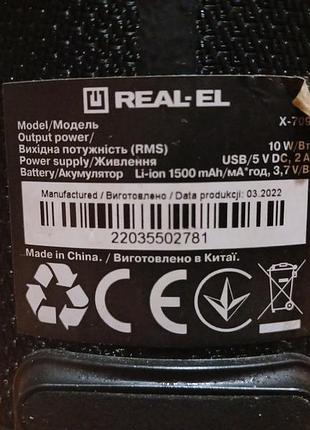 REAL-EL
Model/Модель X-709
Output power/
Вихідна потужність (RMS) 10 W/Вт
Power supply/Живлення USB/5 V DC, 2 A
Battery/Акумулятор Li-ion 1500 mAh/мА*год, 3,7 V/В
Manufactured / Виготовлено / Data produkcji: 03.2022
22035502781
Made in China. / Виготовлено в Китаї.
CE